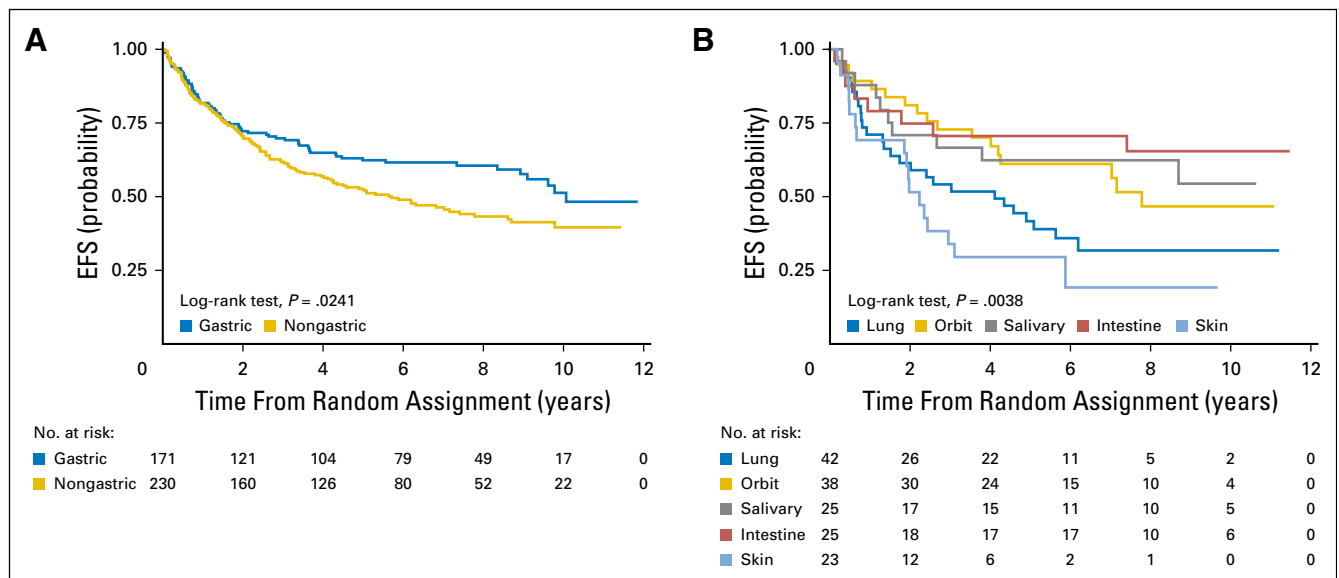 A
1.00
0.75
0.50
0.25
EFS (probability)
Log-rank test, P = .0241
Gastric Nongastric
0 2 4 6 8 10 12
Time From Random Assignment (years)
No. at risk:
Gastric 171 121 104 79 49 17 0
Nongastric 230 160 126 80 52 22 0
B
1.00
0.75
0.50
0.25
EFS (probability)
Log-rank test, P = .0038
Lung Orbit Salivary Intestine Skin
0 2 4 6 8 10 12
Time From Random Assignment (years)
No. at risk:
Lung 42 26 22 11 5 2 0
Orbit 38 30 24 15 10 4 0
Salivary 25 17 15 11 10 5 0
Intestine 25 18 17 17 10 6 0
Skin 23 12 6 2 1 0 0